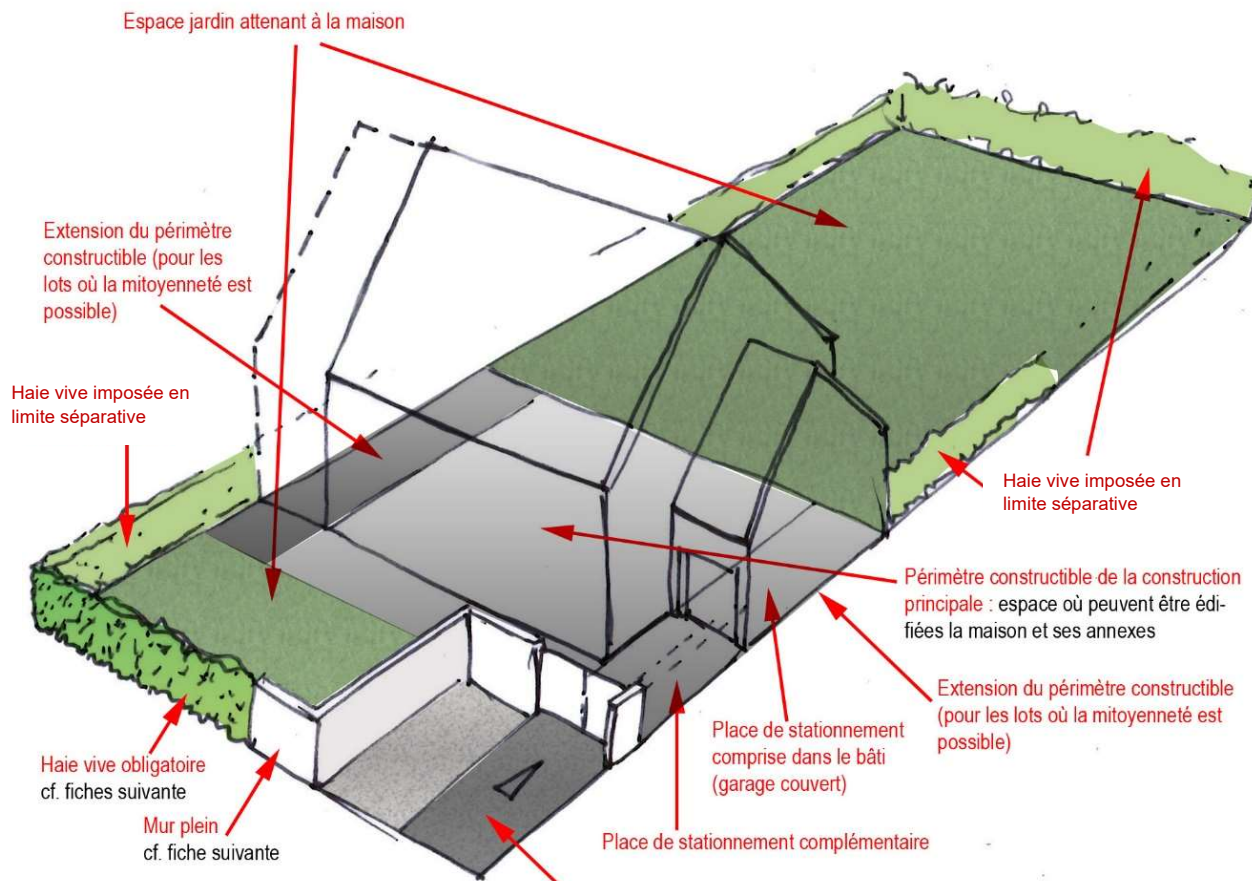 Espace jardin attenant à la maison
Extension du périmètre
constructible (pour les
lots où la mitoyenneté est
possible)
Haie vive imposée en
limite séparative
Haie vive imposée en
limite séparative
Périmètre constructible de la construction
principale : espace où peuvent être édi-
fiées la maison et ses annexes
Extension du périmètre constructible
(pour les lots où la mitoyenneté est
possible)
Place de stationnement
comprise dans le bâti
(garage couvert)
Place de stationnement complémentaire
Haie vive obligatoire
cf. fiches suivante
Mur plein
cf. fiche suivante